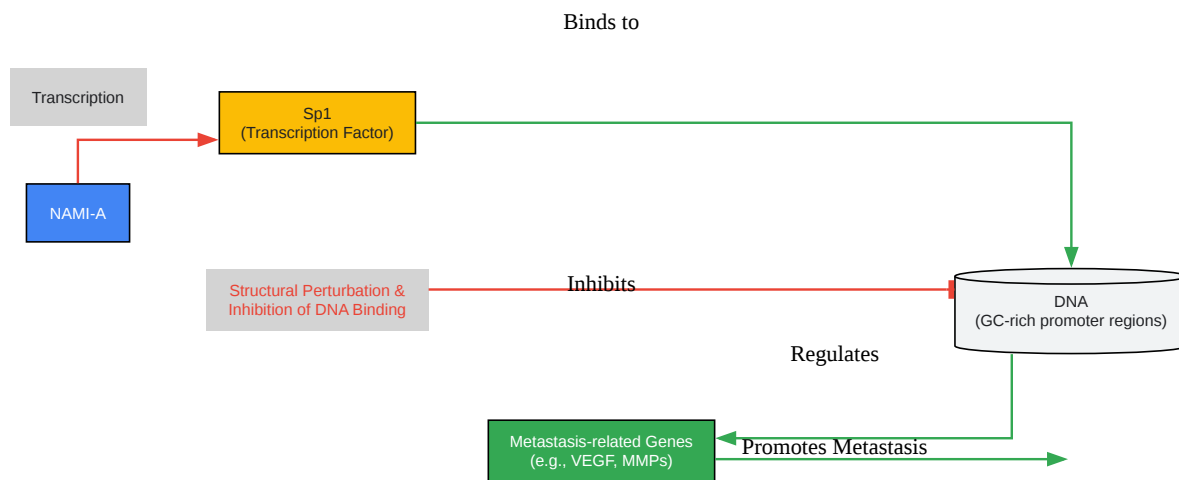 Binds to
Transcription
Sp1
(Transcription Factor)
NAMI-A
Structural Perturbation &
Inhibition of DNA Binding
Inhibits
DNA
(GC-rich promoter regions)
Regulates
Metastasis-related Genes
(e.g., VEGF, MMPs)
Promotes Metastasis